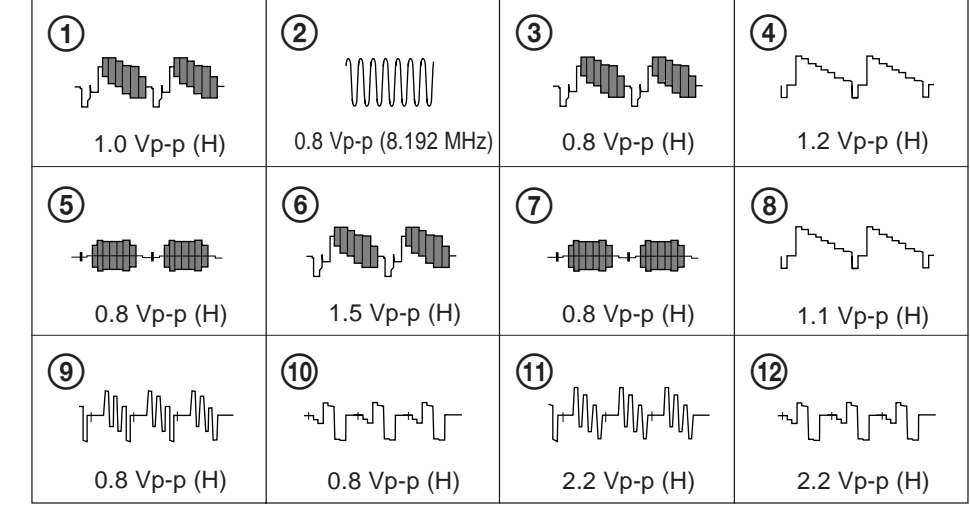 ① ② ③ ④
1.0 Vp-p (H) 0.8 Vp-p (8.192 MHz) 0.8 Vp-p (H) 1.2 Vp-p (H)
⑤ ⑥ ⑦ ⑧
0.8 Vp-p (H) 1.5 Vp-p (H) 0.8 Vp-p (H) 1.1 Vp-p (H)
⑨ ⑩ ⑪ ⑫
0.8 Vp-p (H) 0.8 Vp-p (H) 2.2 Vp-p (H) 2.2 Vp-p (H)